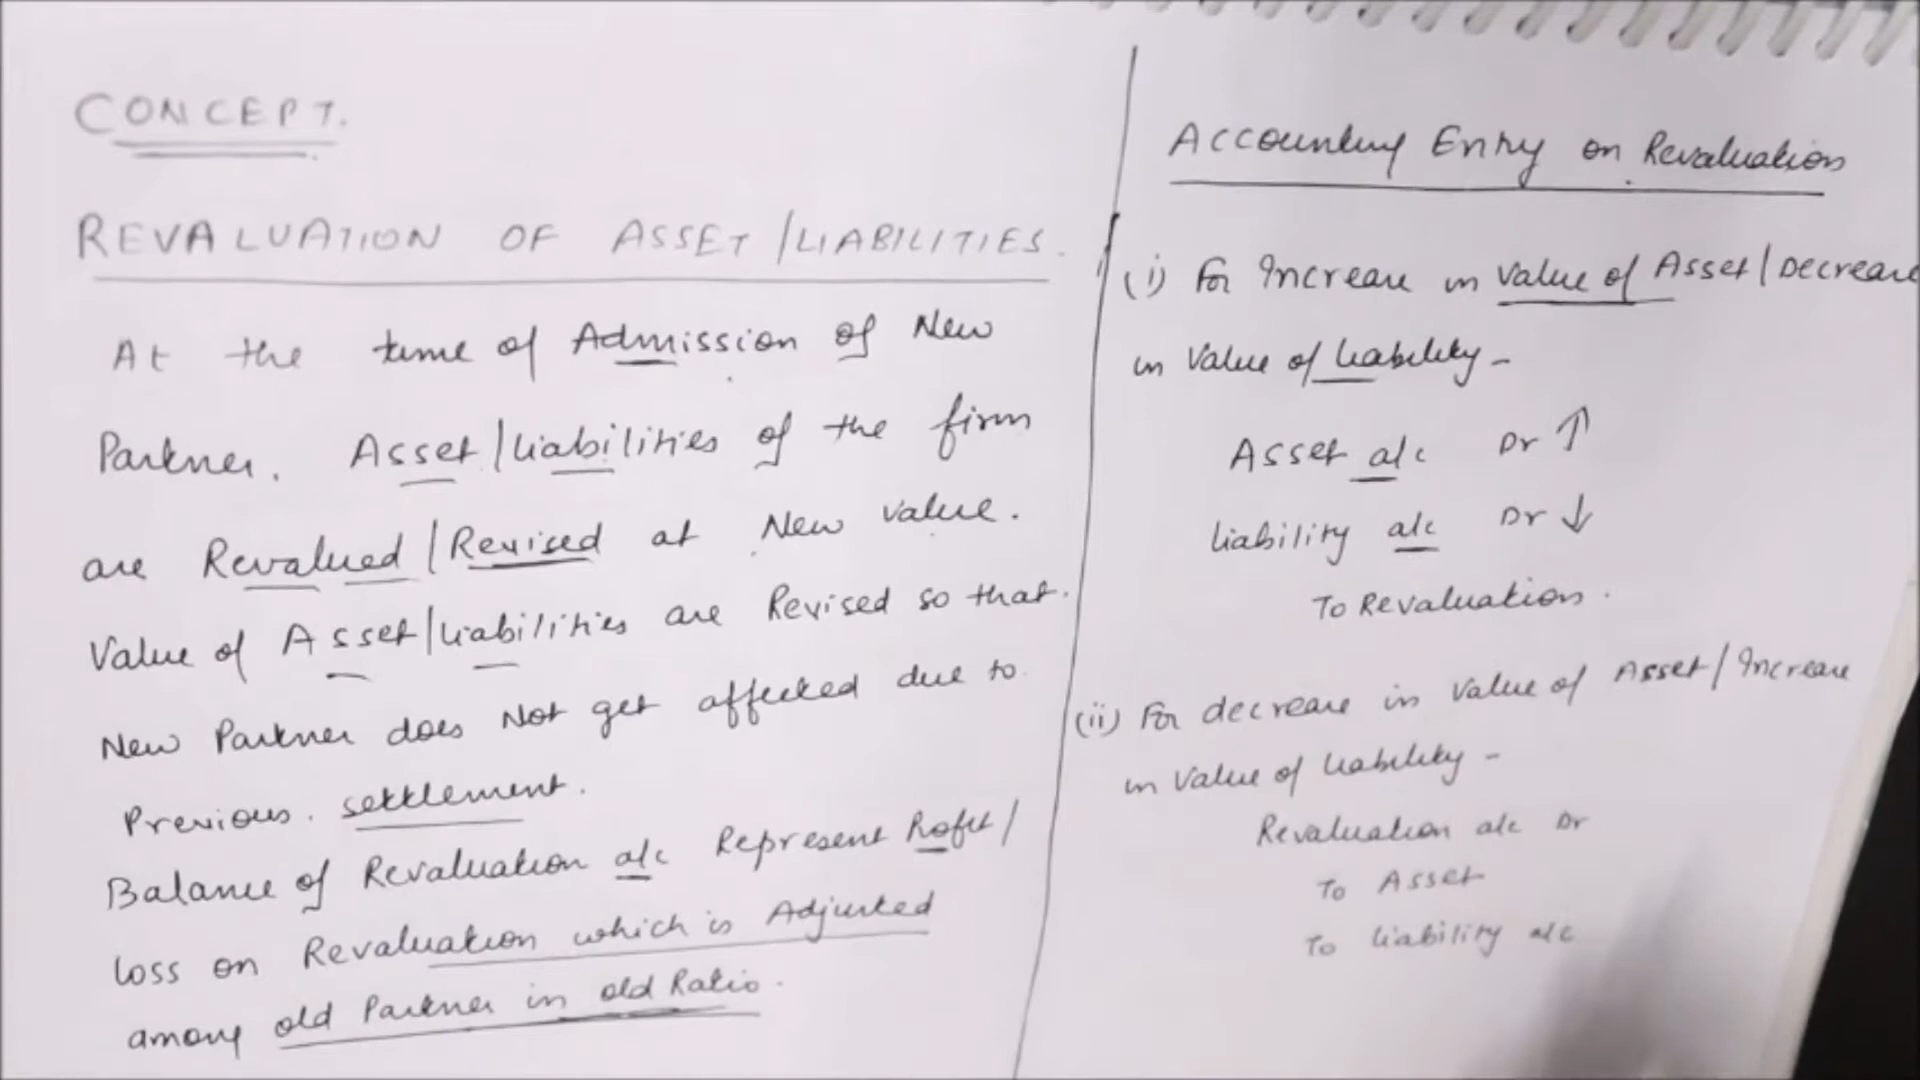 CONCEPT.
REVALUATION OF ASSET/LIABILITIES.
At the time of Admission of New
Partner. Asset/liabilities of the firm
are Revalued/Revised at New value.
Value of Asset/liabilities are Revised so that.
New Partner does Not get affected due to
Previous. settlement.
Balance of Revaluation a/c Represent Profit/
loss on Revaluation which is Adjusted
among old Partner in old Ratio.
Accounting Entry on Revaluation
(i) For Increase in value of Asset/Decrease
in Value of liability -
Asset a/c Dr ↑
liability a/c Dr ↓
To Revaluation.
(ii) For decrease in value of Asset/Increase
in Value of liability -
Revaluation a/c Dr
To Asset
To liability a/c